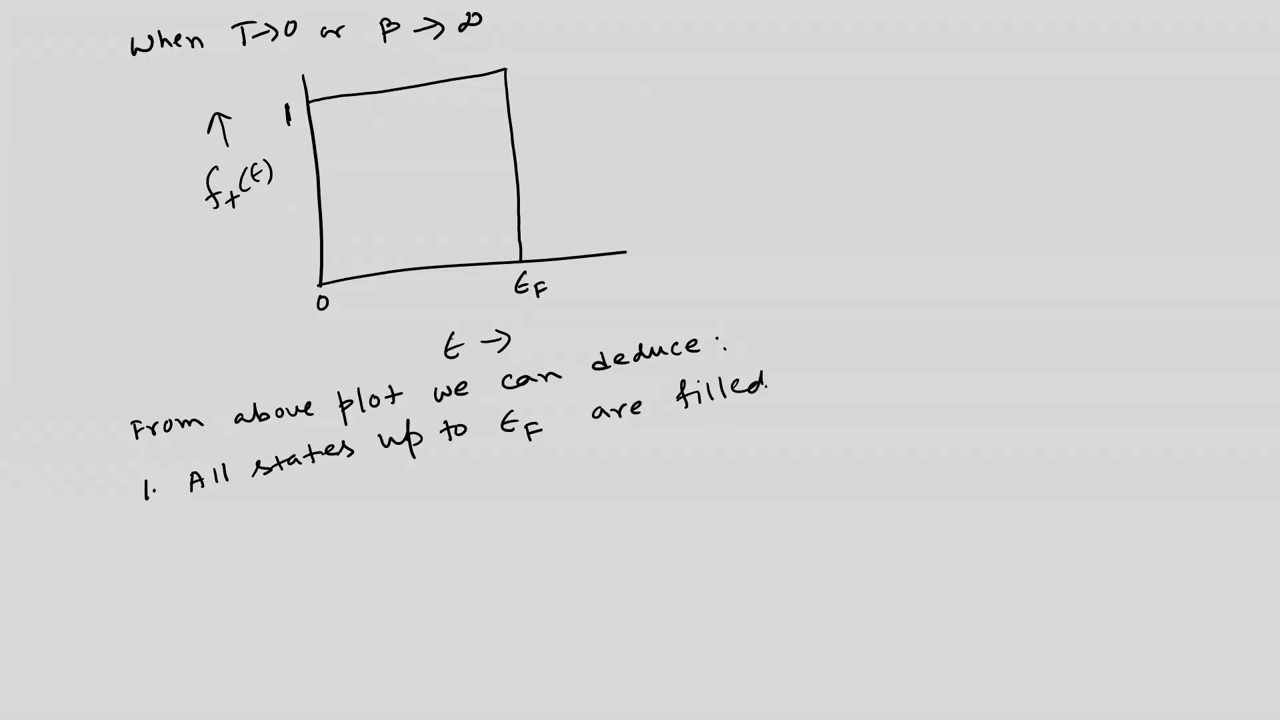 When T→0 or β → ∞
1
↑
f₊(ε)
0
ε_F
ε →
From above plot we can deduce:
1. All states up to ε_F are filled.